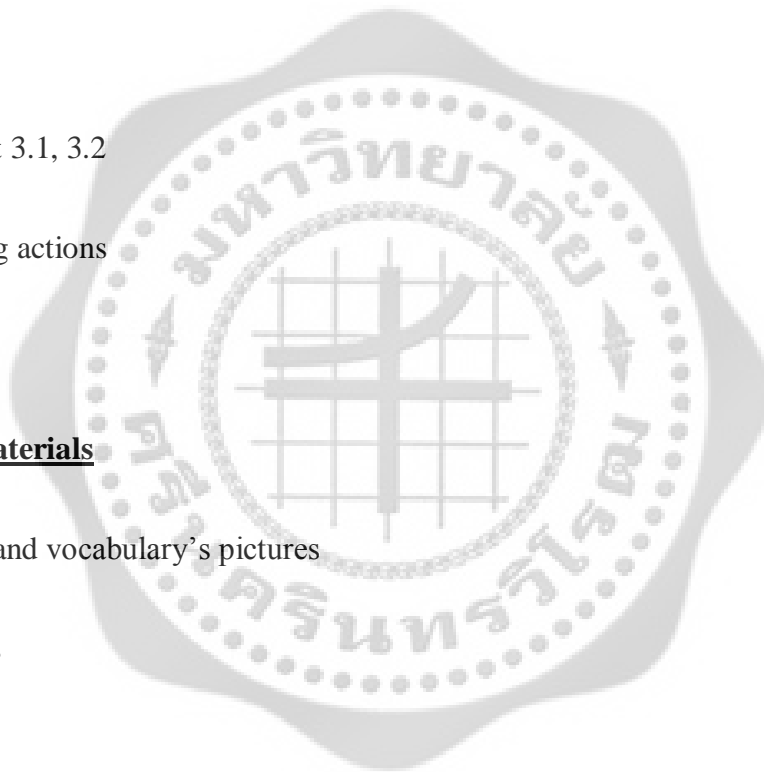 3.1, 3.2
actions
and vocabulary's pictures
มหาวิทยาลัย
ศรีนครินทรวิโรฒ